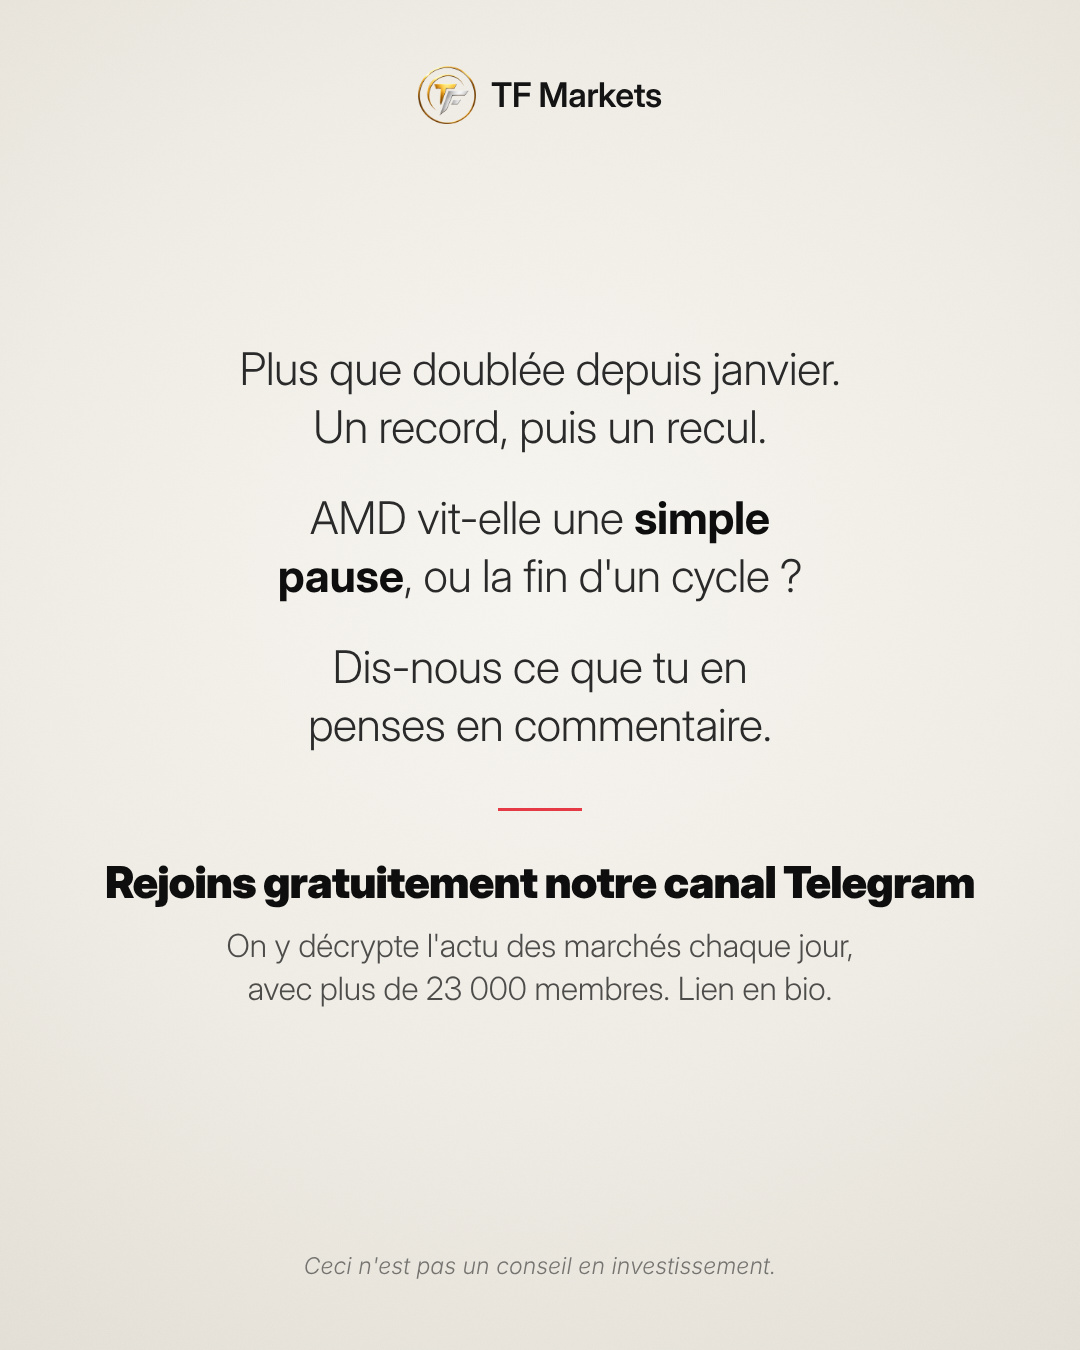 TF Markets
Plus que doublée depuis janvier.
Un record, puis un recul.
AMD vit-elle une simple
pause, ou la fin d'un cycle ?
Dis-nous ce que tu en
penses en commentaire.
Rejoins gratuitement notre canal Telegram
On y décrypte l'actu des marchés chaque jour,
avec plus de 23 000 membres. Lien en bio.
Ceci n'est pas un conseil en investissement.